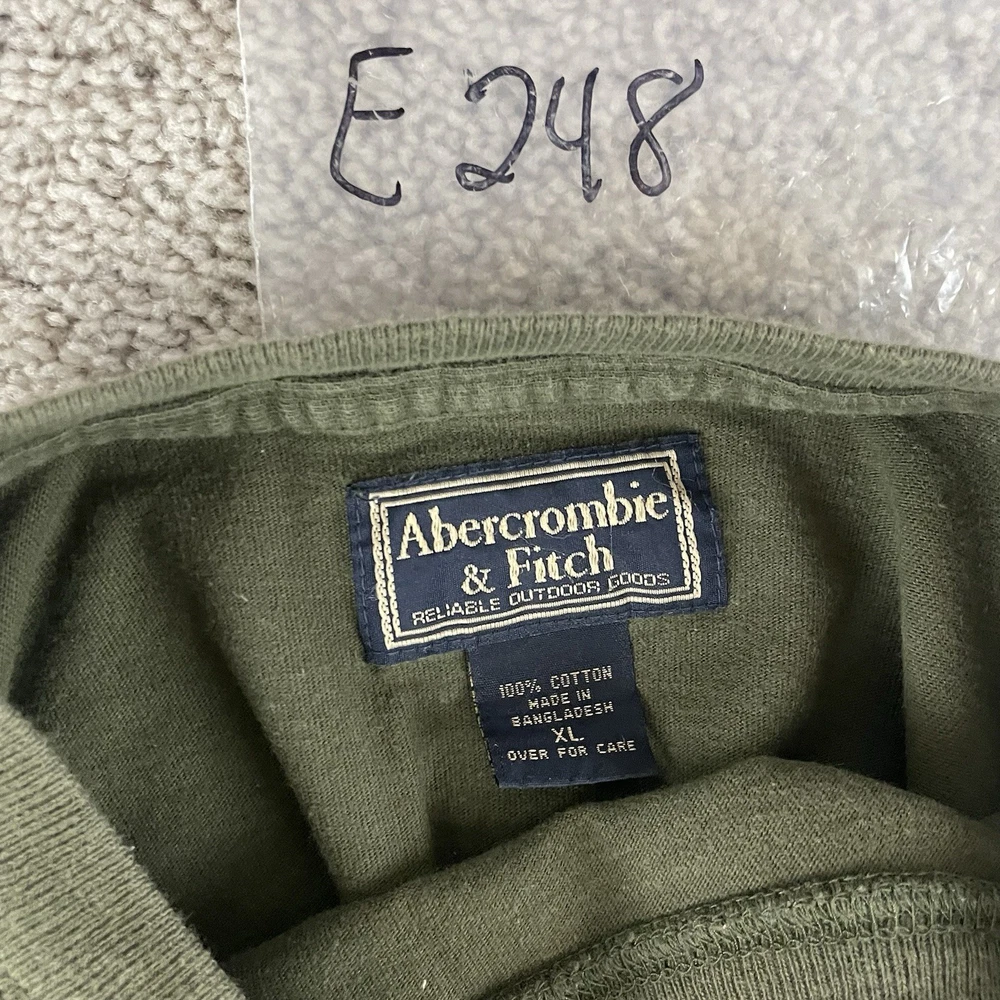 E248
Abercrombie
& Fitch
RELIABLE OUTDOOR GOODS
100% COTTON
MADE IN
BANGLADESH
XL
OVER FOR CARE